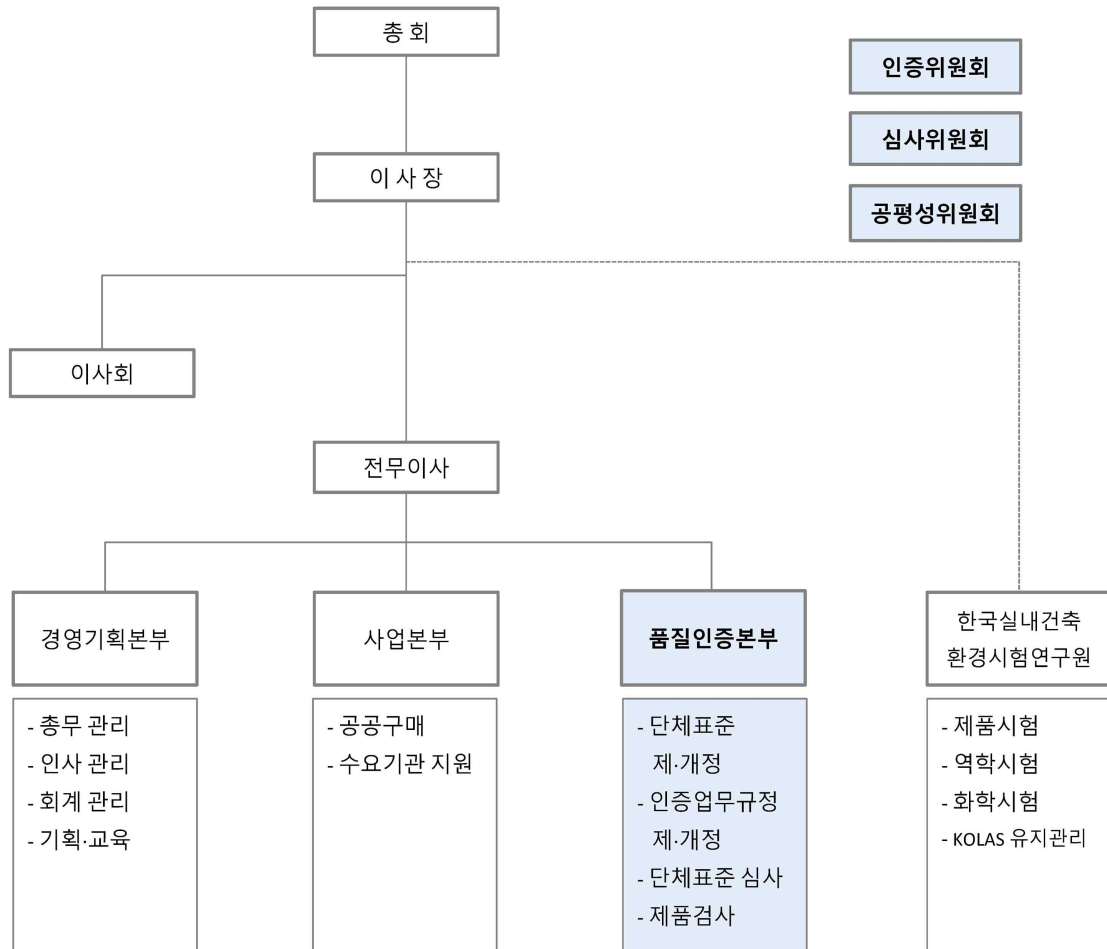 총 회
인증위원회
심사위원회
이 사 장
공평성위원회
이사회
전무이사
경영기획본부
사업본부
품질인증본부
한국실내건축
환경시험연구원
- 총무 관리
- 인사 관리
- 회계 관리
- 기획·교육
- 공공구매
- 수요기관 지원
- 단체표준
제·개정
- 인증업무규정
제·개정
- 단체표준 심사
- 제품검사
- 제품시험
- 역학시험
- 화학시험
- KOLAS 유지관리